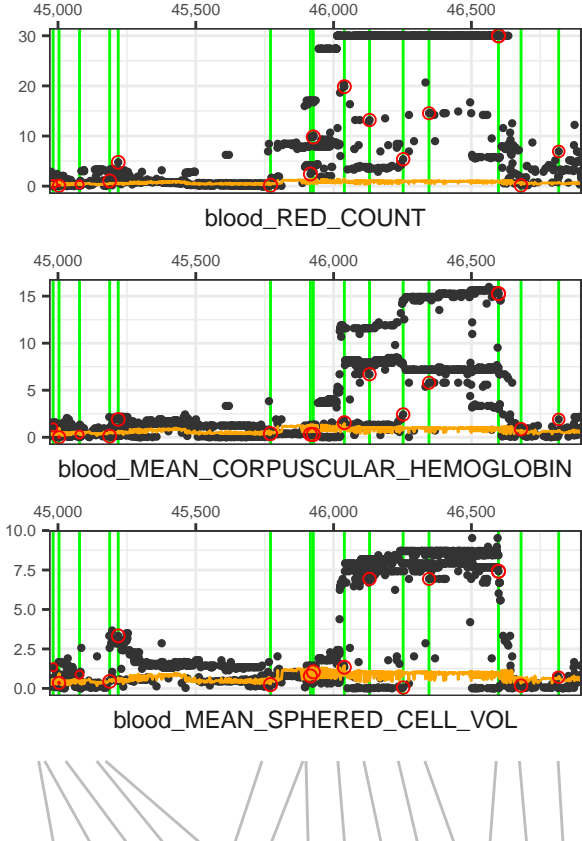 45,000 45,500 46,000 46,500
30
20
10
0
blood_RED_COUNT
45,000 45,500 46,000 46,500
15
10
5
0
blood_MEAN_CORPUSCULAR_HEMOGLOBIN
45,000 45,500 46,000 46,500
10.0
7.5
5.0
2.5
0.0
blood_MEAN_SPHERED_CELL_VOL